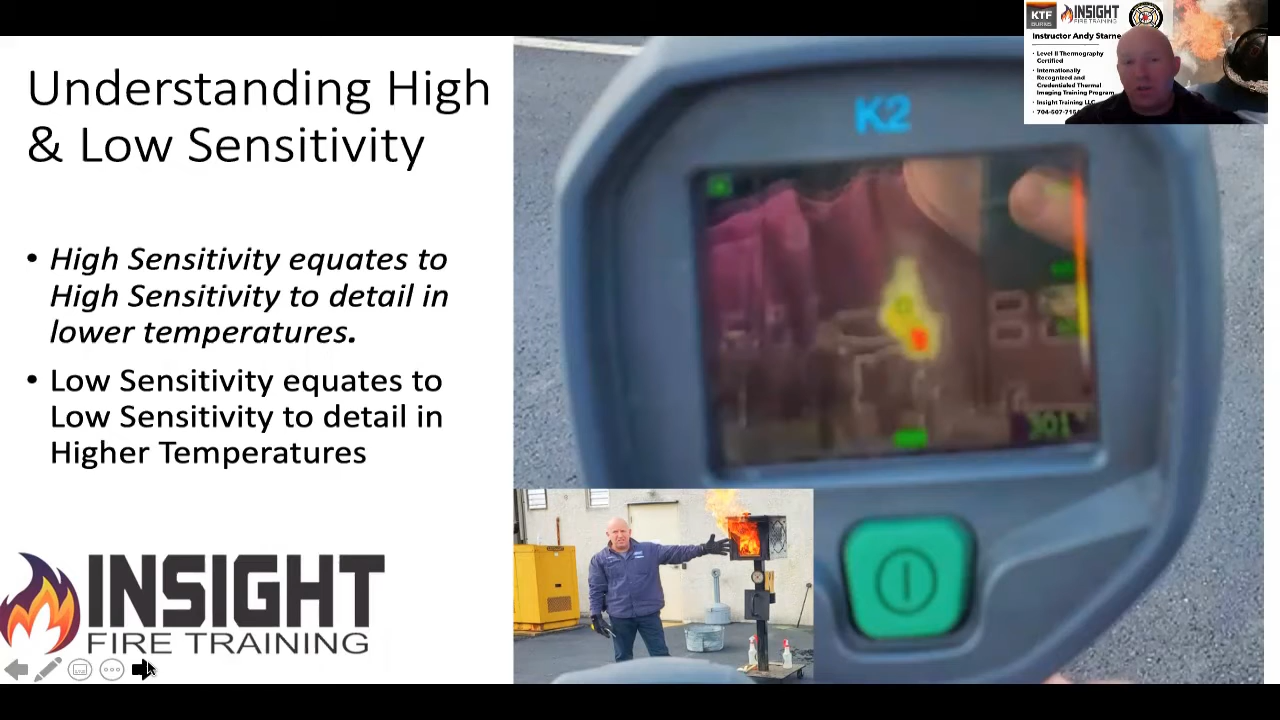 Understanding High
& Low Sensitivity
• High Sensitivity equates to
High Sensitivity to detail in
lower temperatures.
• Low Sensitivity equates to
Low Sensitivity to detail in
Higher Temperatures
INSIGHT
FIRE TRAINING
K2
KTF
BURNS
INSIGHT
FIRE TRAINING
Instructor Andy Starne
• Level II Thermography
Certified
• Internationally
Recognized and
Credentialed Thermal
Imaging Training Program
• Insight Training LLC